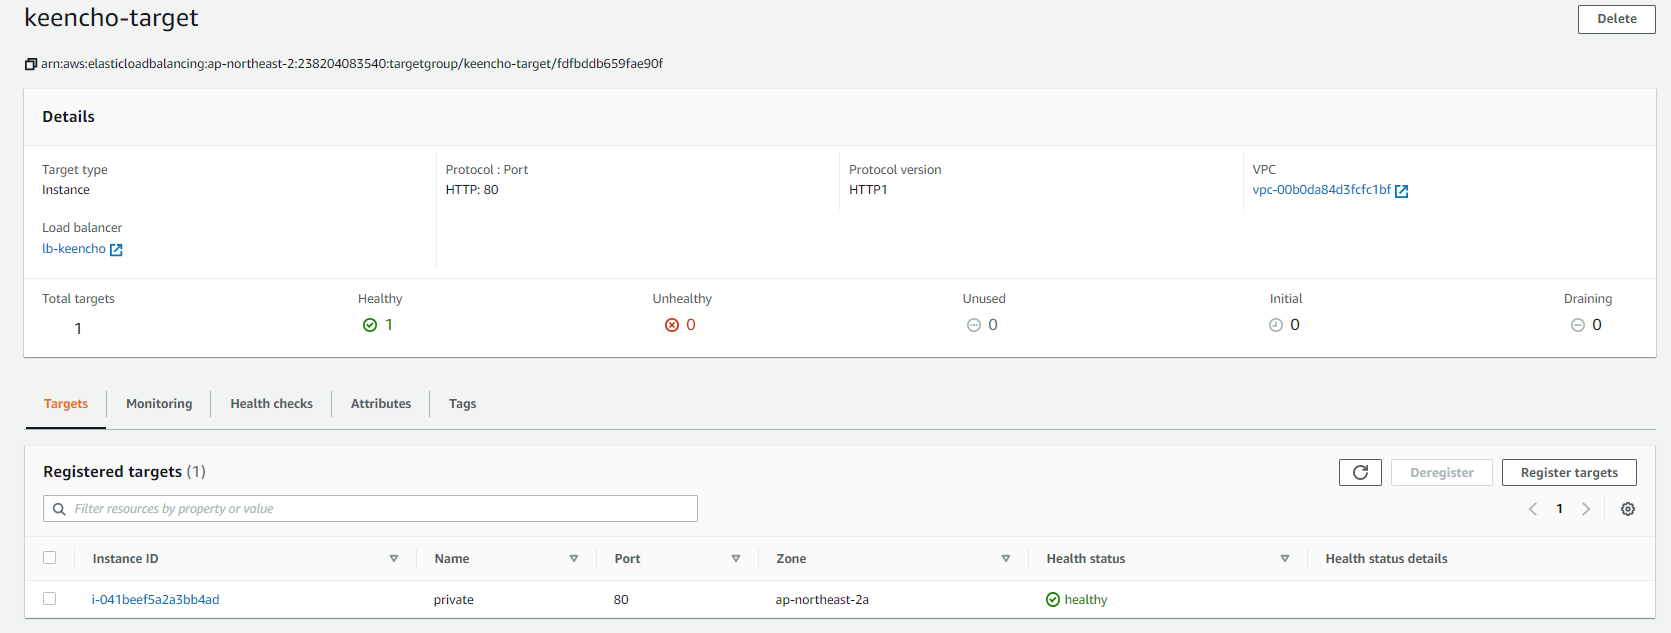 keencho-target
Delete
arn:aws:elasticloadbalancing:ap-northeast-2:238204083540:targetgroup/keencho-target/fdfbddb659fae90f
Details
Target type Protocol : Port Protocol version VPC
Instance HTTP: 80 HTTP1 vpc-00b0da84d3fcfc1bf
Load balancer
lb-keencho
Total targets Healthy Unhealthy Unused Initial Draining
1 1 0 0 0 0
Targets Monitoring Health checks Attributes Tags
Registered targets (1) Deregister Register targets
Filter resources by property or value 1
Instance ID Name Port Zone Health status Health status details
i-041beef5a2a3bb4ad private 80 ap-northeast-2a healthy